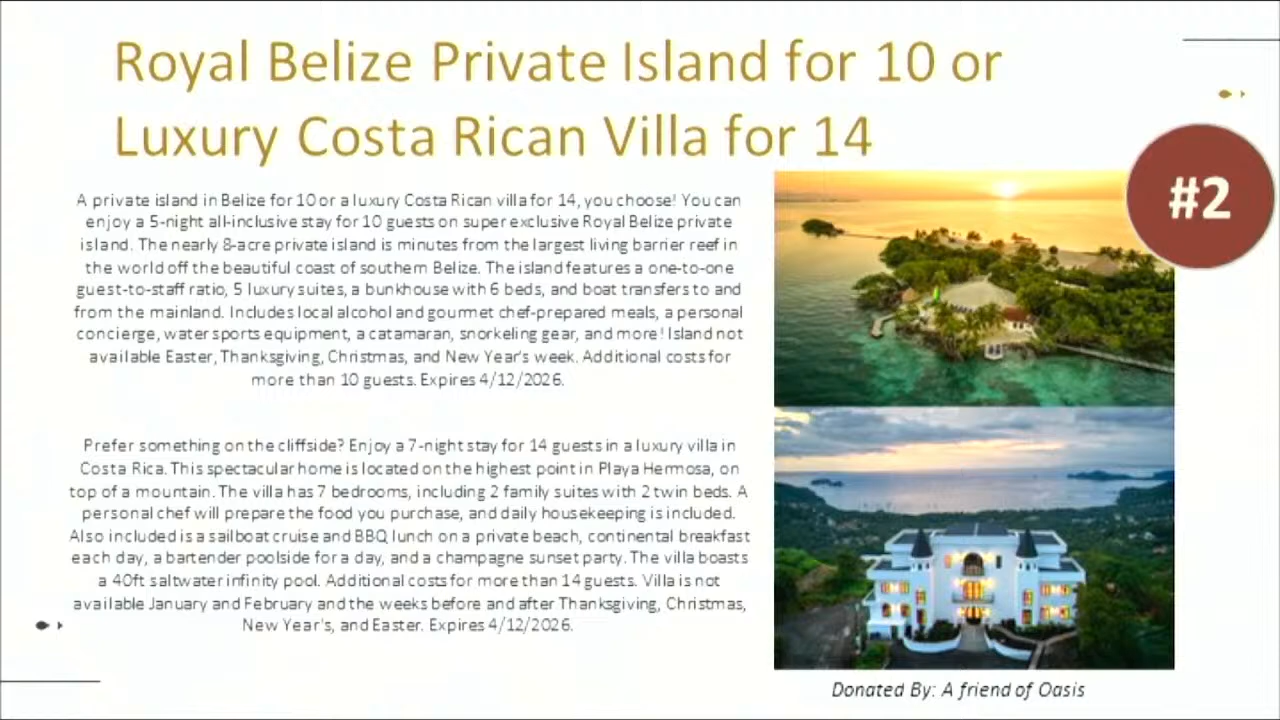 Royal Belize Private Island for 10 or
Luxury Costa Rican Villa for 14
#2
A private island in Belize for 10 or a luxury Costa Rican villa for 14, you choose! You can
enjoy a 5-night all-inclusive stay for 10 guests on super exclusive Royal Belize private
island. The nearly 8-acre private island is minutes from the largest living barrier reef in
the world off the beautiful coast of southern Belize. The island features a one-to-one
guest-to-staff ratio, 5 luxury suites, a bunkhouse with 6 beds, and boat transfers to and
from the mainland. Includes local alcohol and gourmet chef-prepared meals, a personal
concierge, water sports equipment, a catamaran, snorkeling gear, and more! Island not
available Easter, Thanksgiving, Christmas, and New Year's week. Additional costs for
more than 10 guests. Expires 4/12/2026.
Prefer something on the cliffside? Enjoy a 7-night stay for 14 guests in a luxury villa in
Costa Rica. This spectacular home is located on the highest point in Playa Hermosa, on
top of a mountain. The villa has 7 bedrooms, including 2 family suites with 2 twin beds. A
personal chef will prepare the food you purchase, and daily housekeeping is included.
Also included is a sailboat cruise and BBQ lunch on a private beach, continental breakfast
each day, a bartender poolside for a day, and a champagne sunset party. The villa boasts
a 40ft saltwater infinity pool. Additional costs for more than 14 guests. Villa is not
available January and February and the weeks before and after Thanksgiving, Christmas,
New Year's, and Easter. Expires 4/12/2026.
Donated By: A friend of Oasis